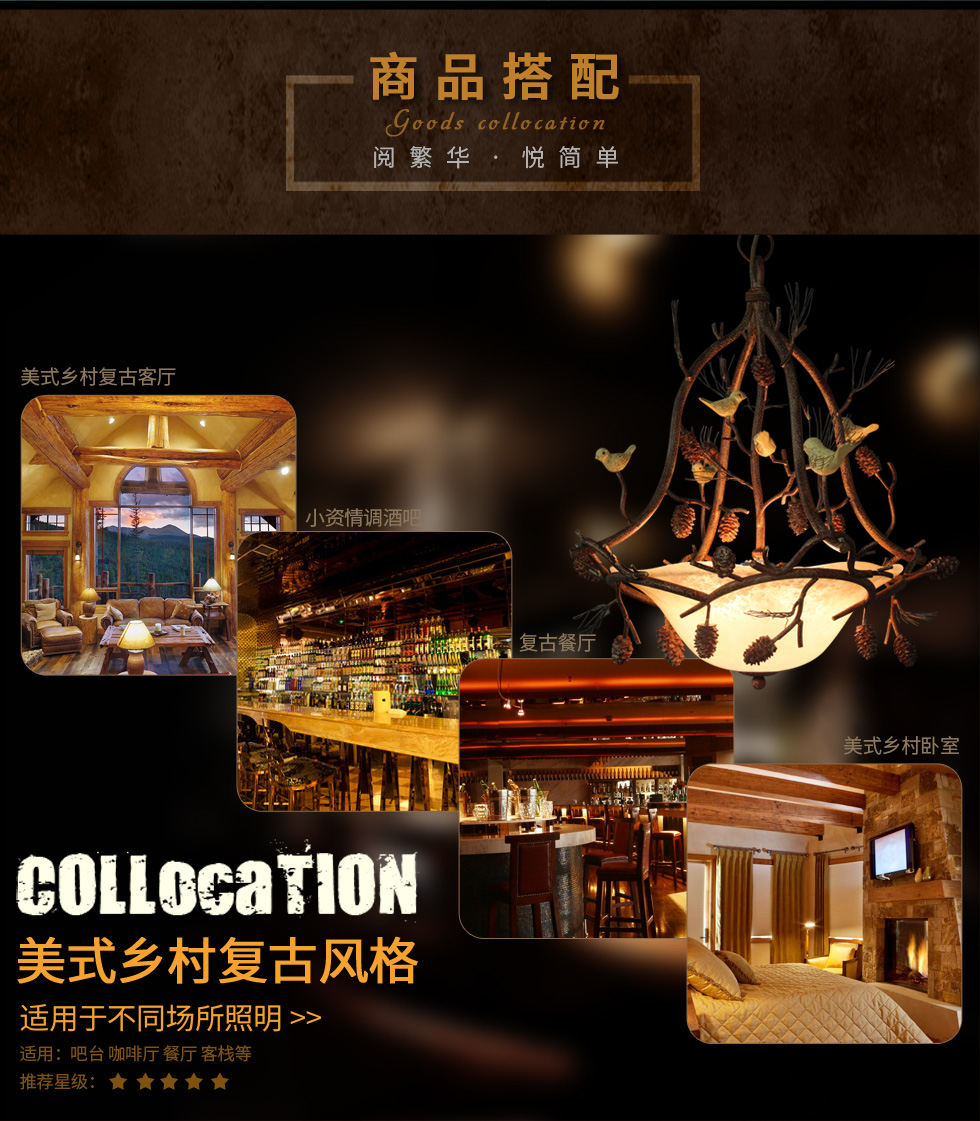 商品搭配
Goods collocation
阅繁华 · 悦简单
美式乡村复古客厅
小资情调酒吧
复古餐厅
美式乡村卧室
COLLocaTION
美式乡村复古风格
适用于不同场所照明 >>
适用：吧台 咖啡厅 餐厅 客栈等
推荐星级：★★★★★